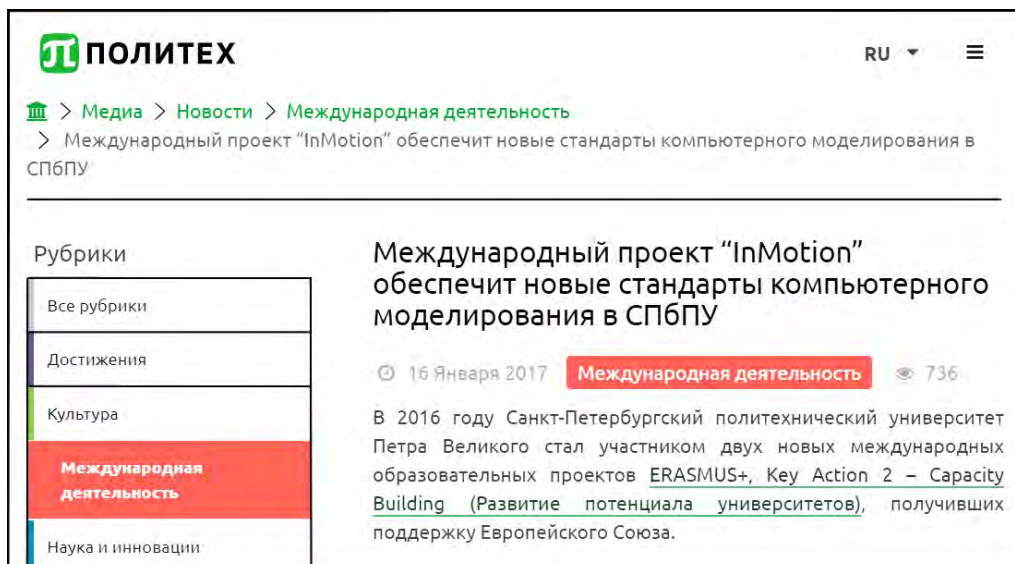 ПОЛИТЕХ
RU
> Медиа > Новости > Международная деятельность
> Международный проект “InMotion” обеспечит новые стандарты компьютерного моделирования в
СПбПУ
Рубрики
Все рубрики
Достижения
Культура
Международная
деятельность
Наука и инновации
Международный проект “InMotion”
обеспечит новые стандарты компьютерного
моделирования в СПбПУ
16 Января 2017 Международная деятельность 736
В 2016 году Санкт-Петербургский политехнический университет
Петра Великого стал участником двух новых международных
образовательных проектов ERASMUS+, Key Action 2 – Capacity
Building (Развитие потенциала университетов), получивших
поддержку Европейского Союза.